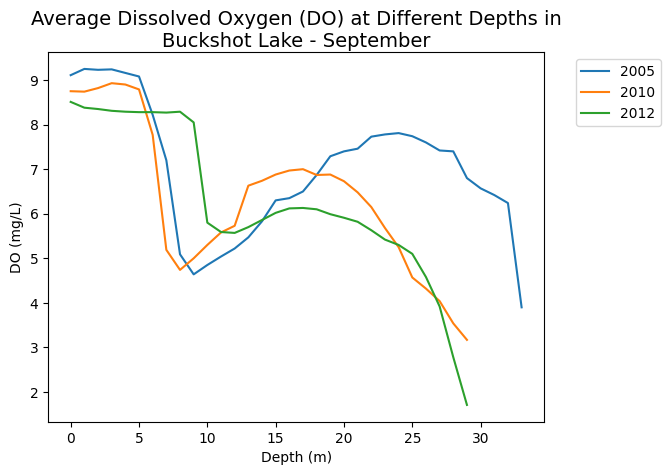 Average Dissolved Oxygen (DO) at Different Depths in
Buckshot Lake - September
2005
2010
2012
DO (mg/L)
9
8
7
6
5
4
3
2
0 5 10 15 20 25 30
Depth (m)